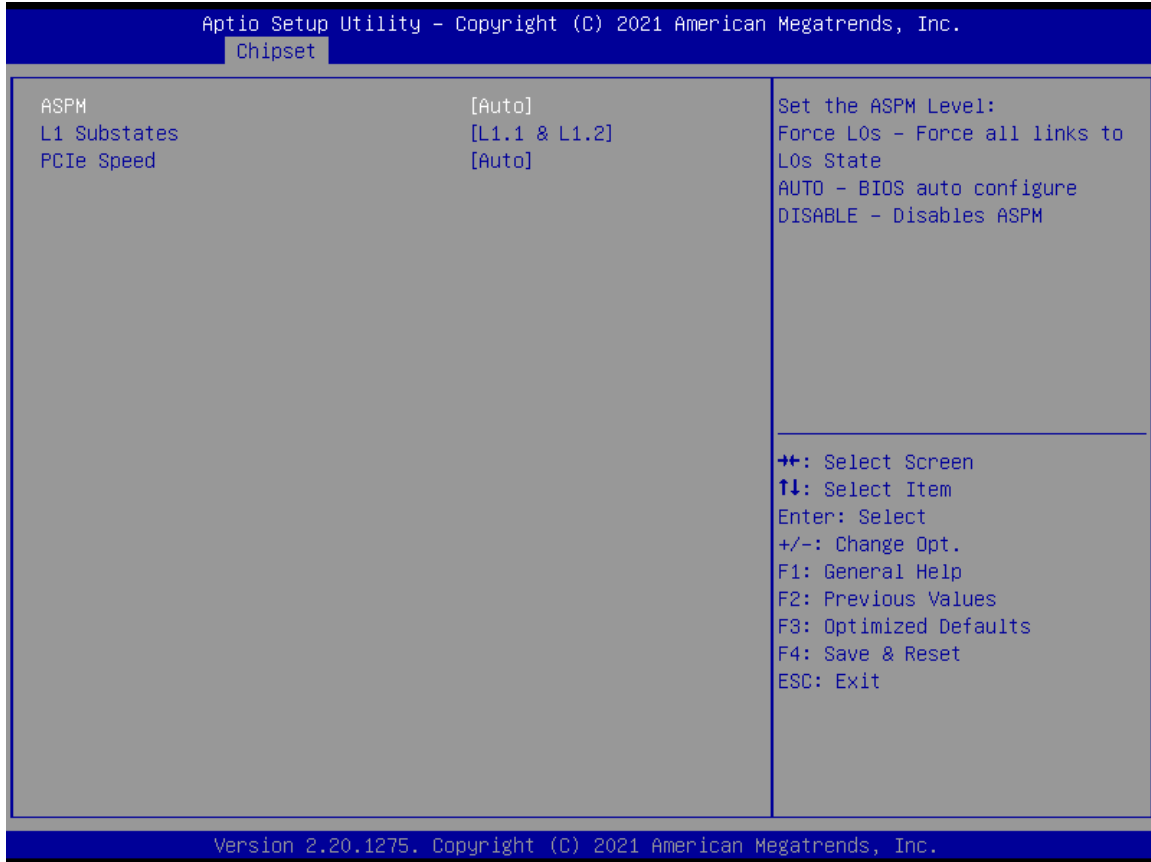 Aptio Setup Utility – Copyright (C) 2021 American Megatrends, Inc.
Chipset
ASPM [Auto]
L1 Substates [L1.1 & L1.2]
PCIe Speed [Auto]
Set the ASPM Level:
Force L0s – Force all links to
L0s State
AUTO – BIOS auto configure
DISABLE – Disables ASPM
→←: Select Screen
↑↓: Select Item
Enter: Select
+/–: Change Opt.
F1: General Help
F2: Previous Values
F3: Optimized Defaults
F4: Save & Reset
ESC: Exit
Version 2.20.1275. Copyright (C) 2021 American Megatrends, Inc.